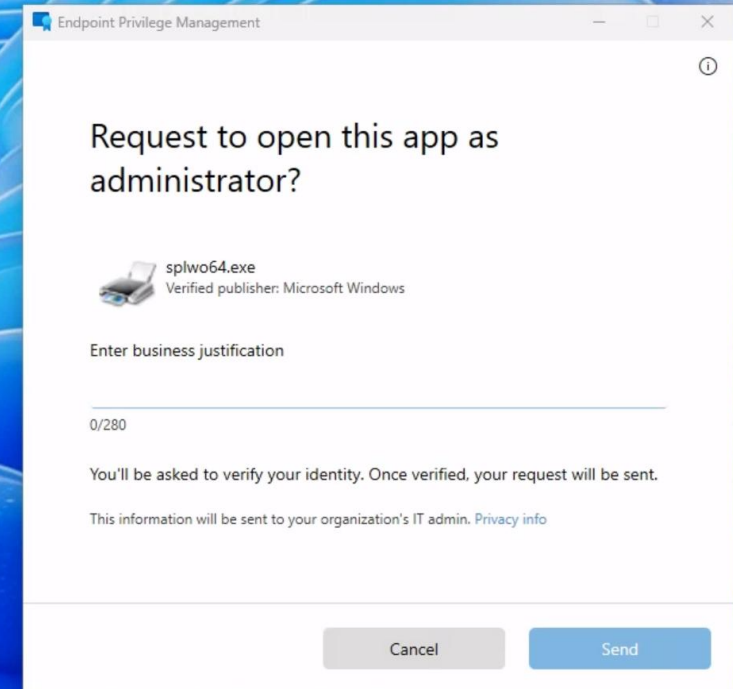 Endpoint Privilege Management
Request to open this app as
administrator?
splwo64.exe
Verified publisher: Microsoft Windows
Enter business justification
0/280
You'll be asked to verify your identity. Once verified, your request will be sent.
This information will be sent to your organization's IT admin. Privacy info
Cancel
Send